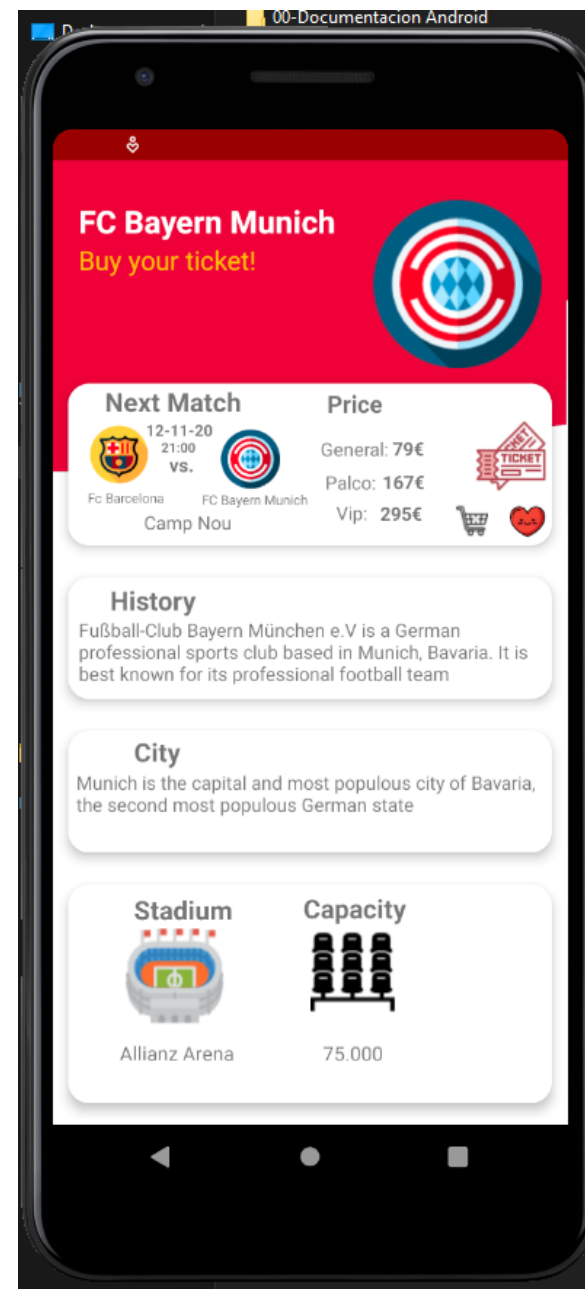 00-Documentacion Android
FC Bayern Munich
Buy your ticket!
Next Match
12-11-20
21:00
vs.
Fc Barcelona
FC Bayern Munich
Camp Nou
Price
General: 79€
Palco: 167€
Vip: 295€
TICKET
TICKET
History
Fußball-Club Bayern München e.V is a German
professional sports club based in Munich, Bavaria. It is
best known for its professional football team
City
Munich is the capital and most populous city of Bavaria,
the second most populous German state
Stadium
Allianz Arena
Capacity
75.000